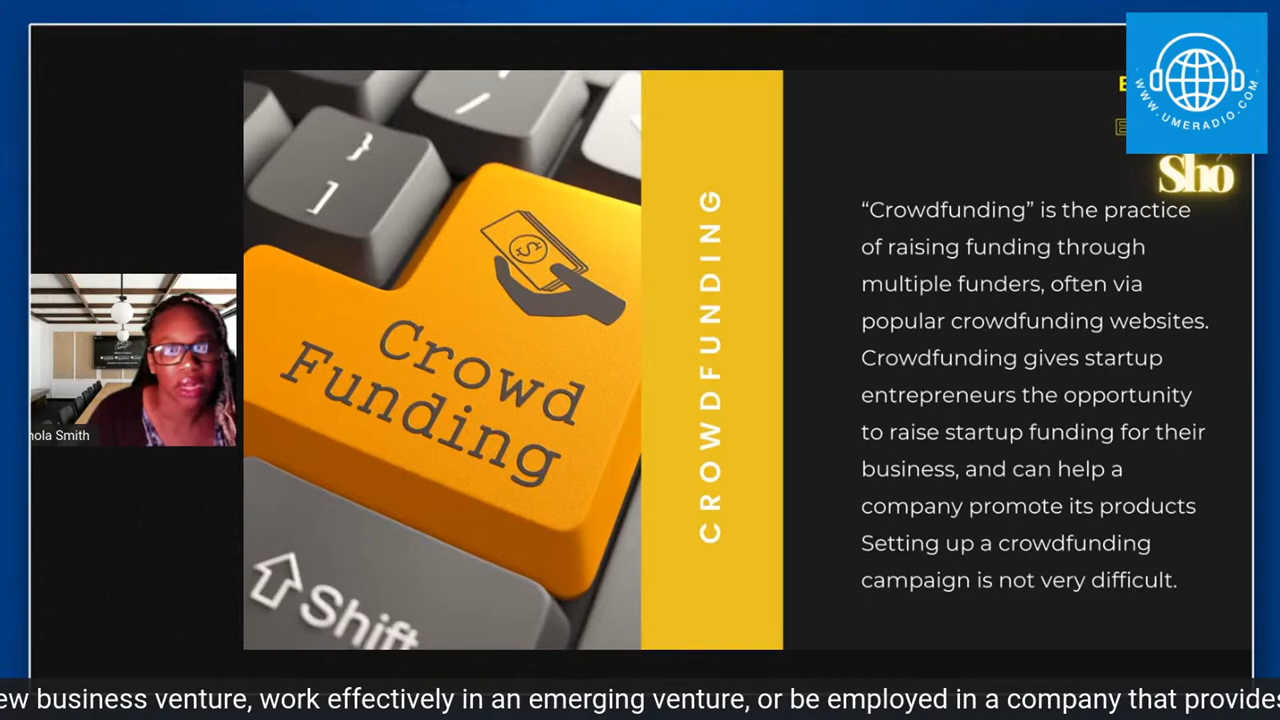 WWW.UMERADIO.COM
Sho
“Crowdfunding” is the practice
of raising funding through
multiple funders, often via
popular crowdfunding websites.
Crowdfunding gives startup
entrepreneurs the opportunity
to raise startup funding for their
business, and can help a
company promote its products
Setting up a crowdfunding
campaign is not very difficult.
CROWDFUNDING
}
]
Crowd
Funding
$
Shift
nola Smith
ew business venture, work effectively in an emerging venture, or be employed in a company that provides